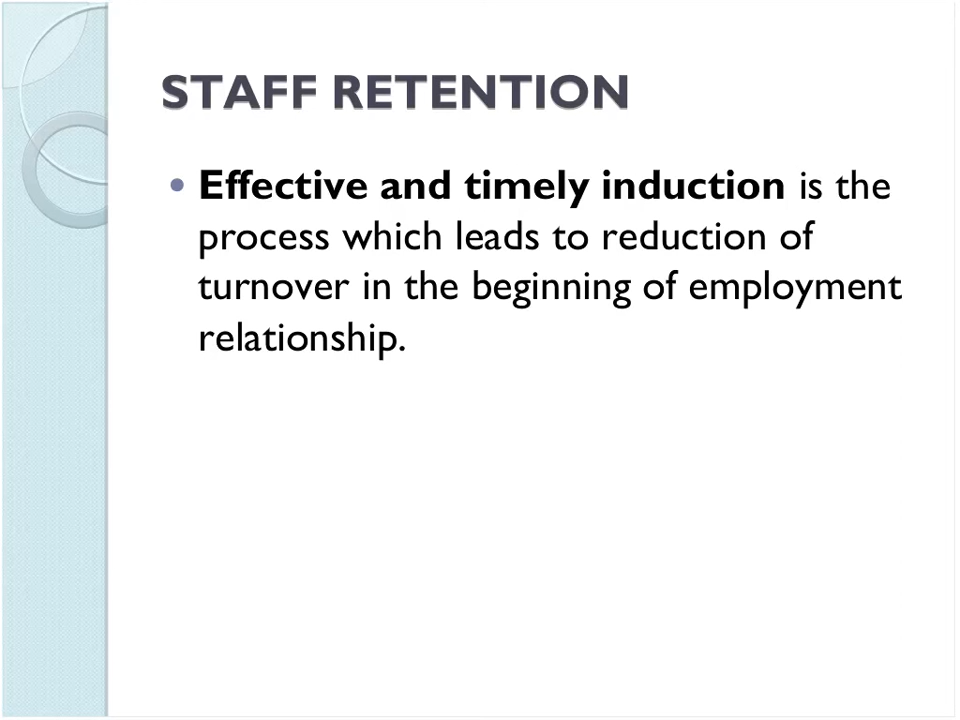 STAFF RETENTION
• Effective and timely induction is the
process which leads to reduction of
turnover in the beginning of employment
relationship.